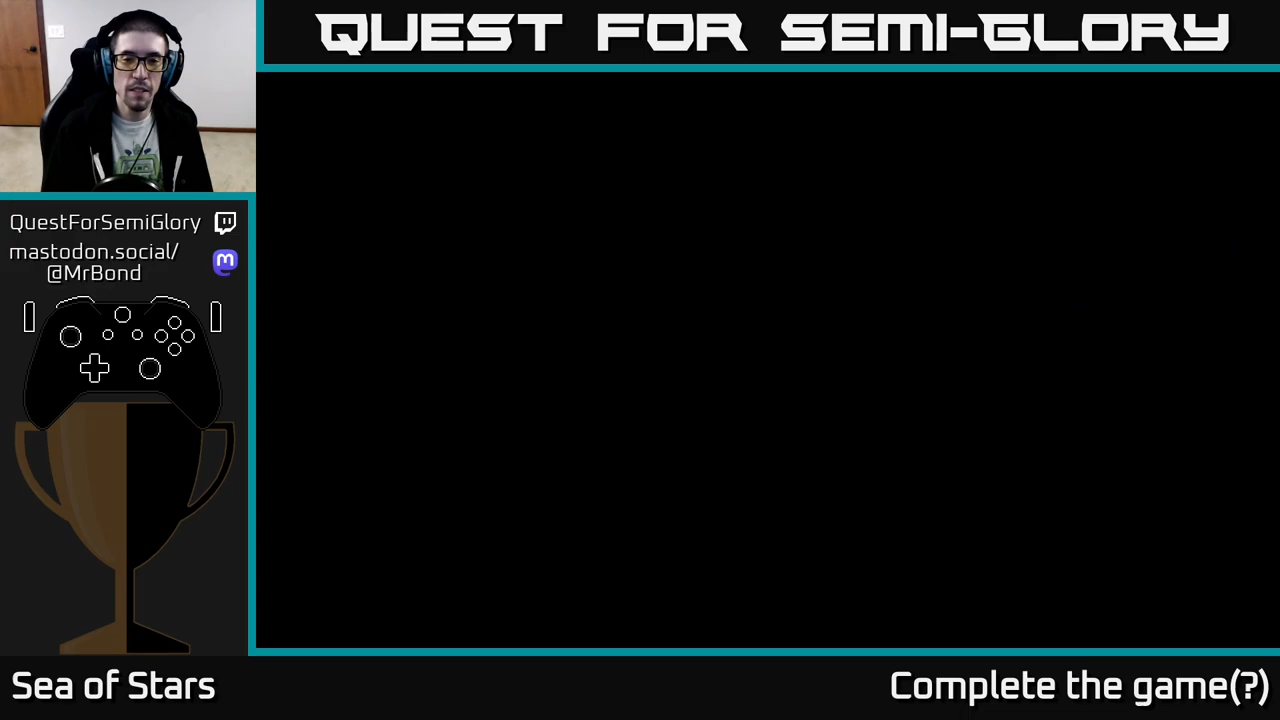 QUEST FOR SEMI-GLORY
QuestForSemiGlory
mastodon.social/
@MrBond
Sea of Stars
Complete the game(?)